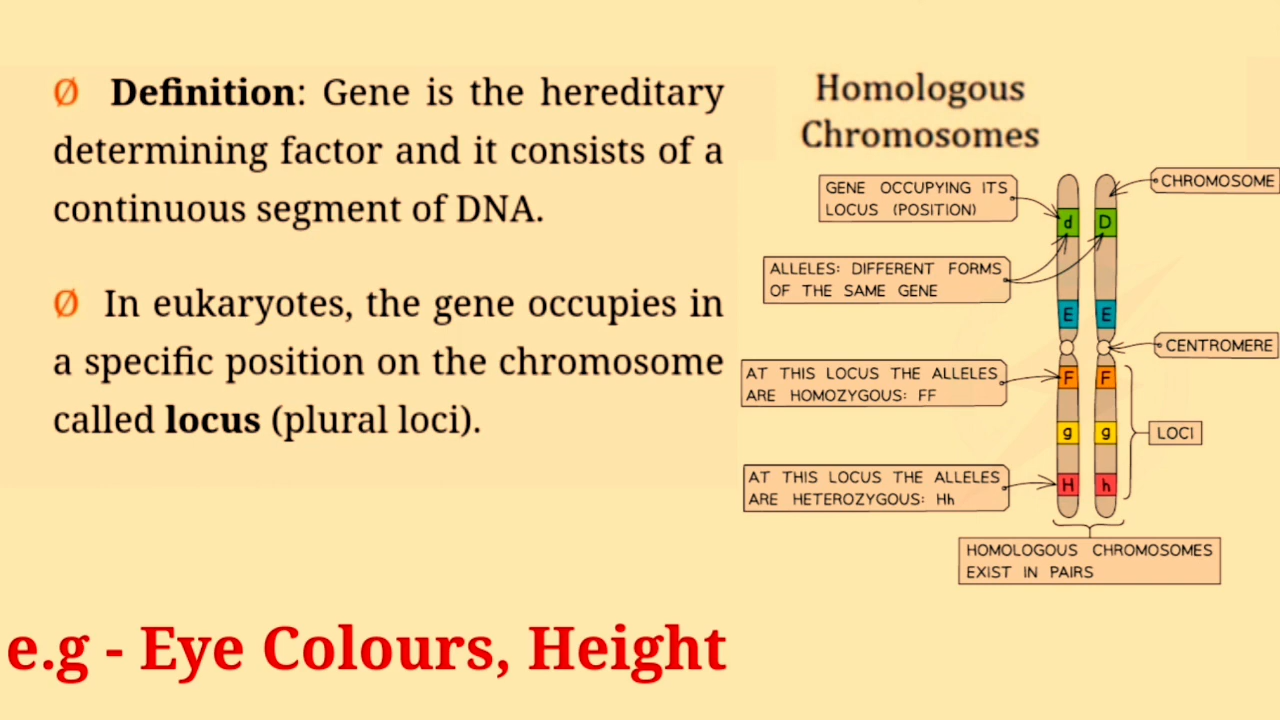 Ø Definition: Gene is the hereditary
determining factor and it consists of a
continuous segment of DNA.
Ø In eukaryotes, the gene occupies in
a specific position on the chromosome
called locus (plural loci).
e.g - Eye Colours, Height
Homologous
Chromosomes
GENE OCCUPYING ITS
LOCUS (POSITION)
CHROMOSOME
d D
ALLELES: DIFFERENT FORMS
OF THE SAME GENE
E E
CENTROMERE
AT THIS LOCUS THE ALLELES
ARE HOMOZYGOUS: FF
F F
g g
LOCI
AT THIS LOCUS THE ALLELES
ARE HETEROZYGOUS: Hh
H h
HOMOLOGOUS CHROMOSOMES
EXIST IN PAIRS